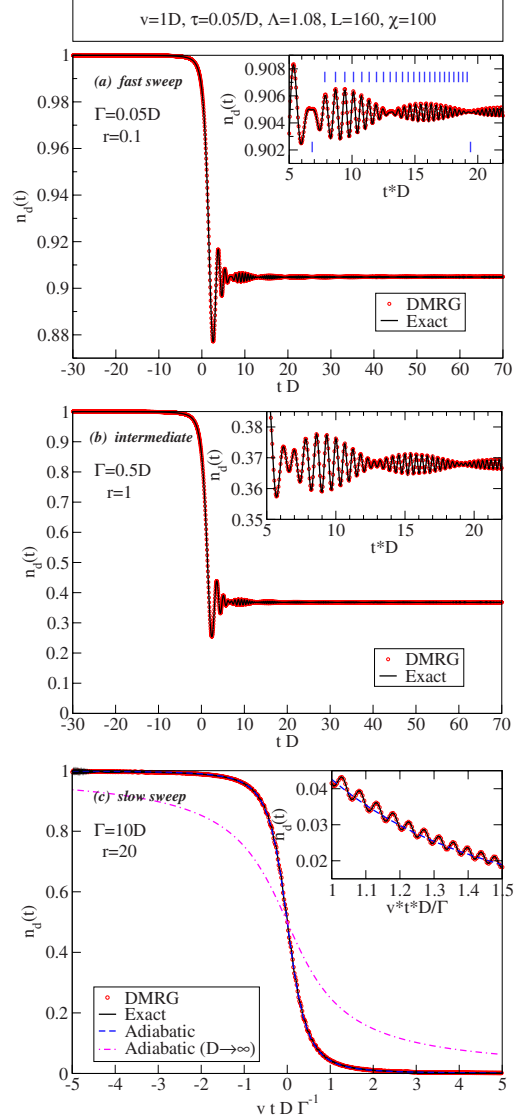 v=1D, τ=0.05/D, Λ=1.08, L=160, χ=100
1
0.98
0.96
0.94
0.92
0.9
0.88
n_d(t)
(a) fast sweep
Γ=0.05D
r=0.1
0.908
0.906
0.904
0.902
n_d(t)
5 10 15 20
t*D
DMRG
Exact
-30 -20 -10 0 10 20 30 40 50 60 70
t D
1
0.9
0.8
0.7
0.6
0.5
0.4
0.3
0.2
0.1
0
n_d(t)
(b) intermediate
Γ=0.5D
r=1
0.38
0.37
0.36
0.35
n_d(t)
5 10 15 20
t*D
DMRG
Exact
-30 -20 -10 0 10 20 30 40 50 60 70
t D
1
0.8
0.6
0.4
0.2
0
n_d(t)
(c) slow sweep
Γ=10D
r=20
0.04
0.03
0.02
n_d(t)
1 1.1 1.2 1.3 1.4 1.5
v*t*D/Γ
DMRG
Exact
Adiabatic
Adiabatic (D→∞)
-5 -4 -3 -2 -1 0 1 2 3 4 5
v t D Γ⁻¹